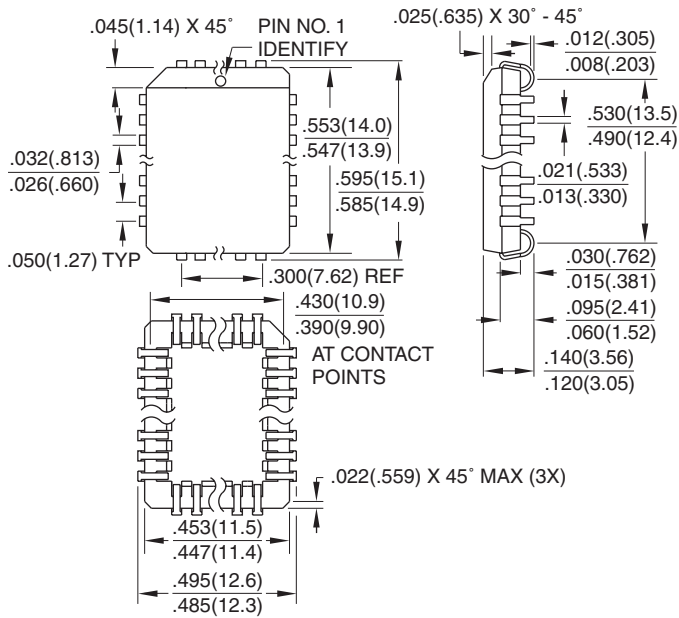 .045(1.14) X 45°
PIN NO. 1
IDENTIFY
.025(.635) X 30° - 45°
.012(.305)
.008(.203)
.553(14.0)
.547(13.9)
.530(13.5)
.490(12.4)
.032(.813)
.026(.660)
.595(15.1)
.585(14.9)
.021(.533)
.013(.330)
.050(1.27) TYP
.300(7.62) REF
.030(.762)
.015(.381)
.430(10.9)
.390(9.90)
AT CONTACT
POINTS
.095(2.41)
.060(1.52)
.140(3.56)
.120(3.05)
.022(.559) X 45° MAX (3X)
.453(11.5)
.447(11.4)
.495(12.6)
.485(12.3)